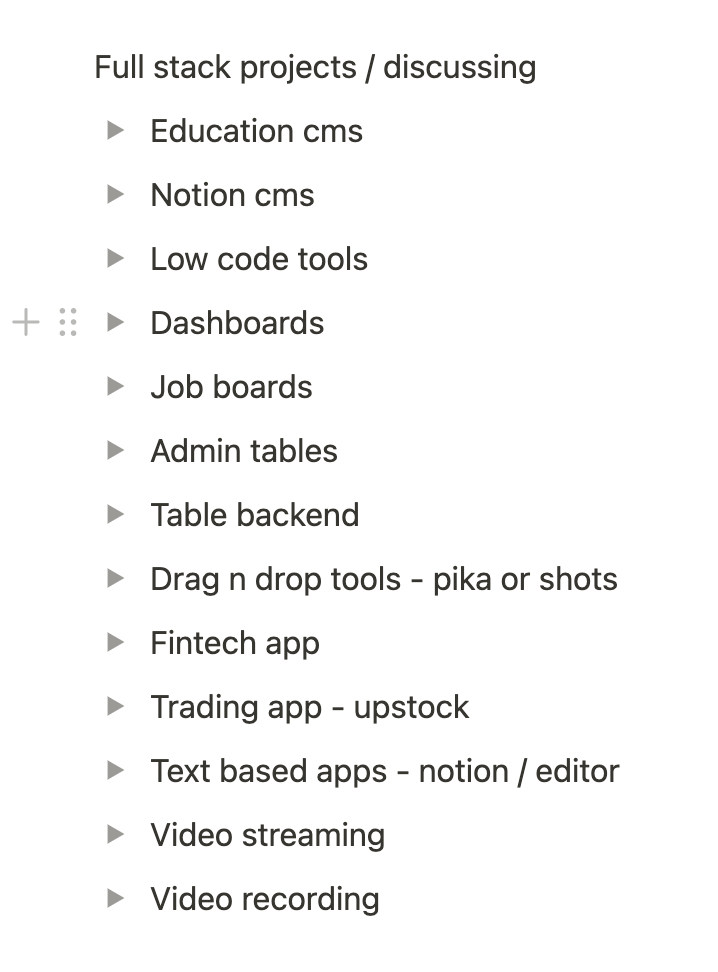 Full stack projects / discussing
Education cms
Notion cms
Low code tools
Dashboards
Job boards
Admin tables
Table backend
Drag n drop tools - pika or shots
Fintech app
Trading app - upstock
Text based apps - notion / editor
Video streaming
Video recording